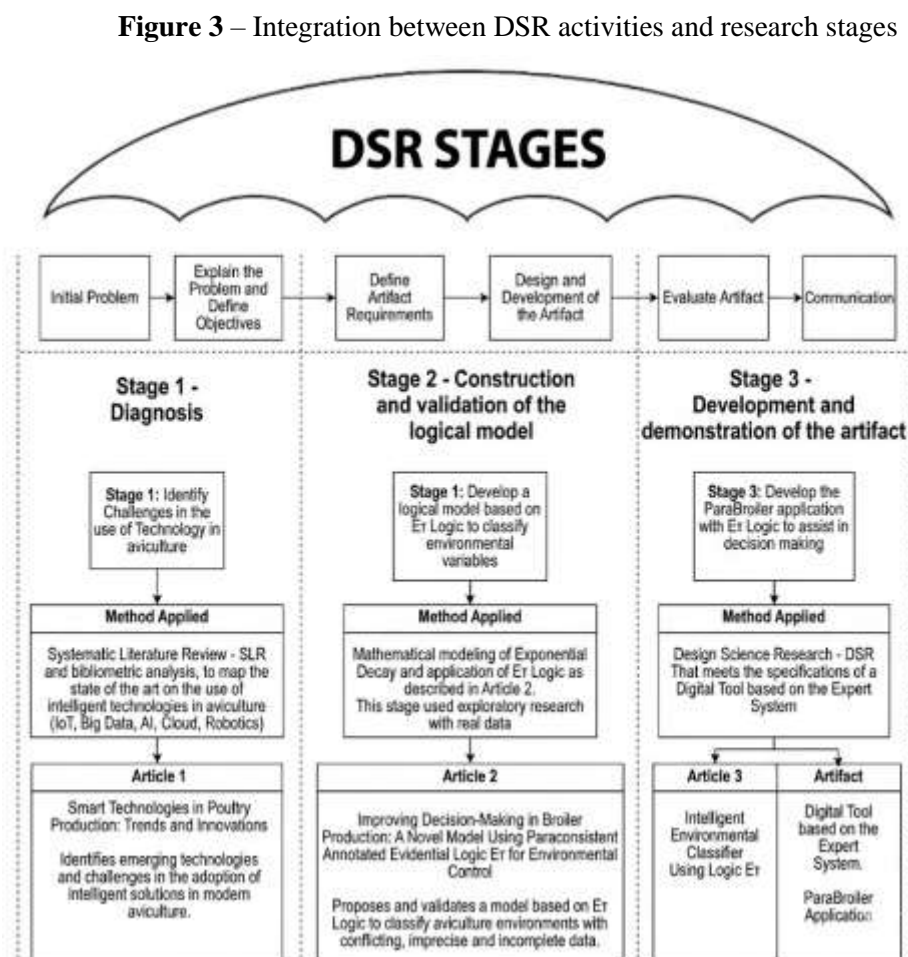 Figure 3 – Integration between DSR activities and research stages
DSR STAGES
Initial Problem
Explain the
Problem and
Define
Objectives
Define
Artifact
Requirements
Design and
Development of
the Artifact
Evaluate Artifact
Communication
Stage 1 -
Diagnosis
Stage 1: Identify
Challenges in the
use of Technology in
aviculture
Method Applied
Systematic Literature Review - SLR
and bibliometric analysis, to map the
state of the art on the use of
intelligent technologies in aviculture
(IoT, Big Data, AI, Cloud, Robotics)
Article 1
Smart Technologies in Poultry
Production: Trends and Innovations
Identifies emerging technologies
and challenges in the adoption of
intelligent solutions in modern
aviculture.
Stage 2 - Construction
and validation of the
logical model
Stage 1: Develop a
logical model based on
Eτ Logic to classify
environmental
variables
Method Applied
Mathematical modeling of Exponential
Decay and application of Eτ Logic as
described in Article 2.
This stage used exploratory research
with real data
Article 2
Improving Decision-Making in Broiler
Production: A Novel Model Using Paraconsistent
Annotated Evidential Logic Eτ for Environmental
Control
Proposes and validates a model based on Eτ
Logic to classify aviculture environments with
conflicting, imprecise and incomplete data.
Stage 3 -
Development and
demonstration of the artifact
Stage 3: Develop the
ParaBroiler application
with Eτ Logic to assist in
decision making
Method Applied
Design Science Research - DSR
That meets the specifications of a
Digital Tool based on the Expert
System
Article 3
Intelligent
Environmental
Classifier
Using Logic Eτ
Artifact
Digital Tool
based on the
Expert
System.
ParaBroiler
Application